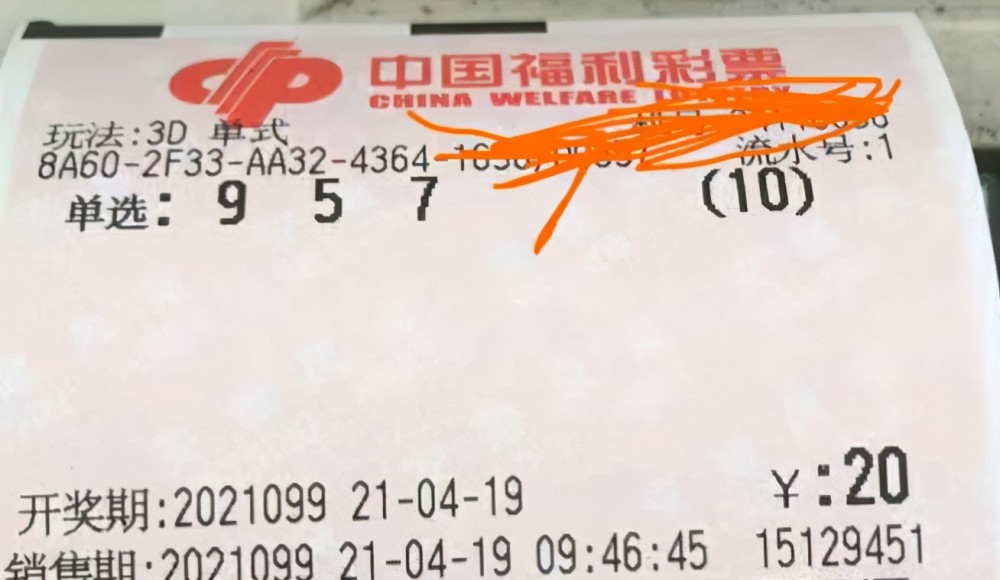 中国福利彩票
CHINA WELFARE LOTTERY
玩法:3D 单式
8A60-2F33-AA32-4364- 流水号:1
单选: 9 5 7 (10)
¥:20
开奖期:2021099 21-04-19
销售期:2021099 21-04-19 09:46:45 15129451